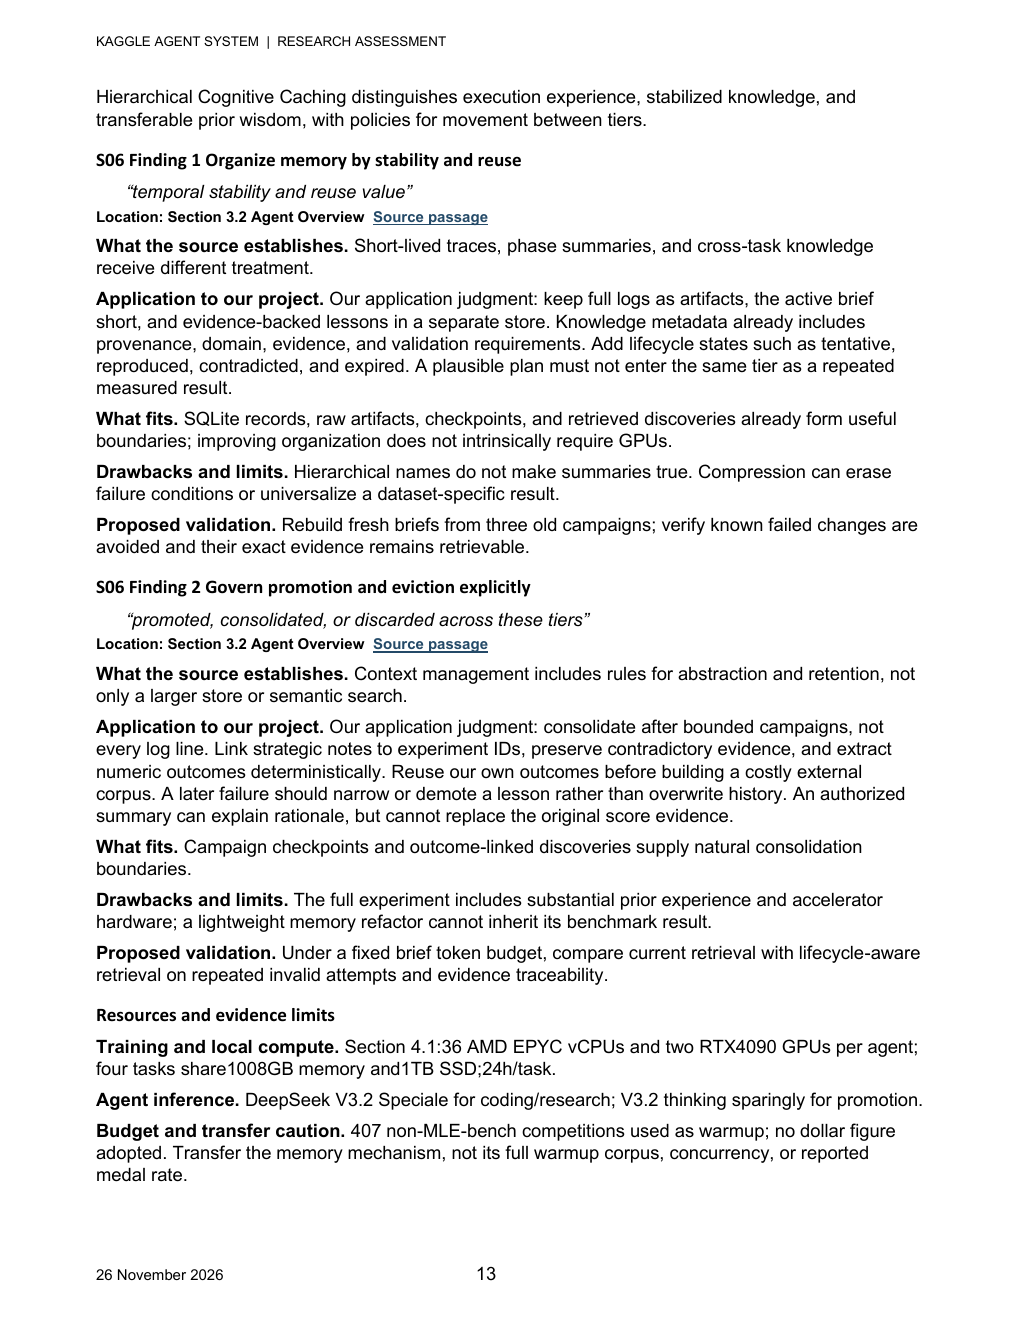 KAGGLE AGENT SYSTEM | RESEARCH ASSESSMENT
Hierarchical Cognitive Caching distinguishes execution experience, stabilized knowledge, and
transferable prior wisdom, with policies for movement between tiers.
S06 Finding 1 Organize memory by stability and reuse
“temporal stability and reuse value”
Location: Section 3.2 Agent Overview Source passage
What the source establishes. Short-lived traces, phase summaries, and cross-task knowledge
receive different treatment.
Application to our project. Our application judgment: keep full logs as artifacts, the active brief
short, and evidence-backed lessons in a separate store. Knowledge metadata already includes
provenance, domain, evidence, and validation requirements. Add lifecycle states such as tentative,
reproduced, contradicted, and expired. A plausible plan must not enter the same tier as a repeated
measured result.
What fits. SQLite records, raw artifacts, checkpoints, and retrieved discoveries already form useful
boundaries; improving organization does not intrinsically require GPUs.
Drawbacks and limits. Hierarchical names do not make summaries true. Compression can erase
failure conditions or universalize a dataset-specific result.
Proposed validation. Rebuild fresh briefs from three old campaigns; verify known failed changes are
avoided and their exact evidence remains retrievable.
S06 Finding 2 Govern promotion and eviction explicitly
“promoted, consolidated, or discarded across these tiers”
Location: Section 3.2 Agent Overview Source passage
What the source establishes. Context management includes rules for abstraction and retention, not
only a larger store or semantic search.
Application to our project. Our application judgment: consolidate after bounded campaigns, not
every log line. Link strategic notes to experiment IDs, preserve contradictory evidence, and extract
numeric outcomes deterministically. Reuse our own outcomes before building a costly external
corpus. A later failure should narrow or demote a lesson rather than overwrite history. An authorized
summary can explain rationale, but cannot replace the original score evidence.
What fits. Campaign checkpoints and outcome-linked discoveries supply natural consolidation
boundaries.
Drawbacks and limits. The full experiment includes substantial prior experience and accelerator
hardware; a lightweight memory refactor cannot inherit its benchmark result.
Proposed validation. Under a fixed brief token budget, compare current retrieval with lifecycle-aware
retrieval on repeated invalid attempts and evidence traceability.
Resources and evidence limits
Training and local compute. Section 4.1:36 AMD EPYC vCPUs and two RTX4090 GPUs per agent;
four tasks share1008GB memory and1TB SSD;24h/task.
Agent inference. DeepSeek V3.2 Speciale for coding/research; V3.2 thinking sparingly for promotion.
Budget and transfer caution. 407 non-MLE-bench competitions used as warmup; no dollar figure
adopted. Transfer the memory mechanism, not its full warmup corpus, concurrency, or reported
medal rate.
26 November 2026 13